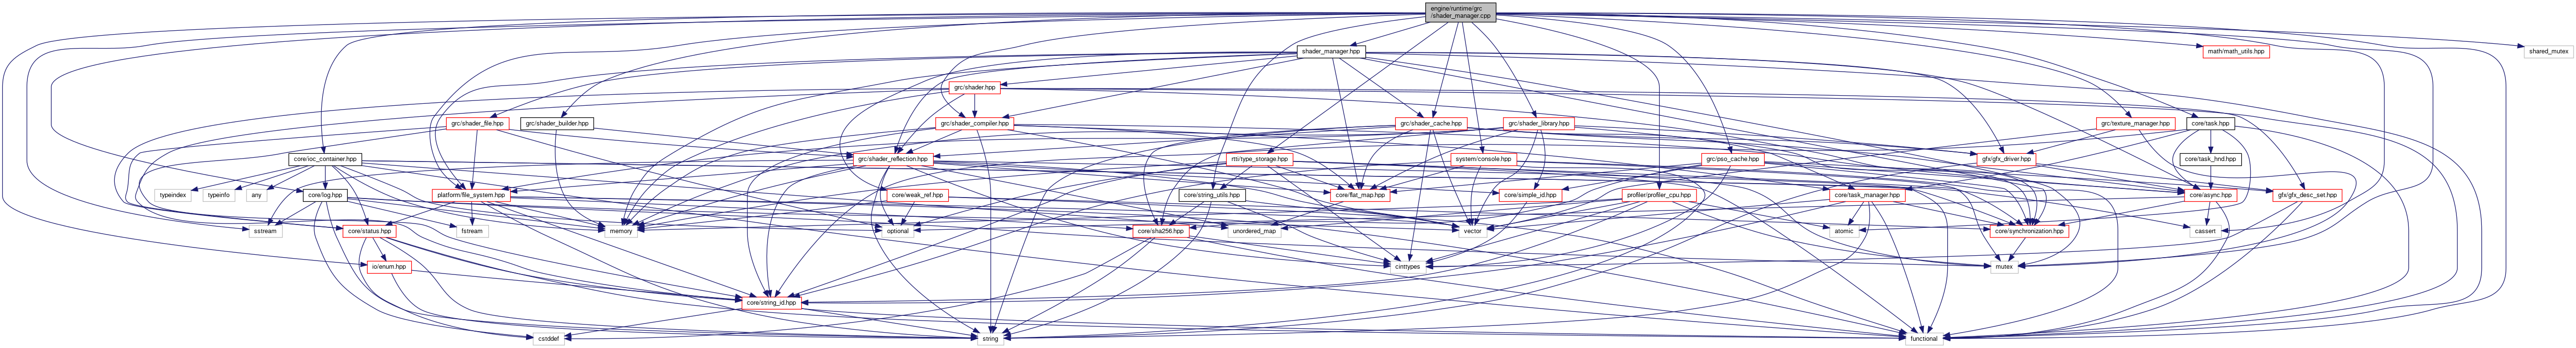 engine/runtime/grc
/shader_manager.cpp
shader_manager.hpp
math/math_utils.hpp
shared_mutex
grc/shader.hpp
grc/shader_file.hpp
grc/shader_builder.hpp
grc/shader_compiler.hpp
grc/shader_cache.hpp
grc/shader_library.hpp
grc/texture_manager.hpp
core/task.hpp
core/ioc_container.hpp
grc/shader_reflection.hpp
rtti/type_storage.hpp
system/console.hpp
grc/pso_cache.hpp
gfx/gfx_driver.hpp
core/task_hnd.hpp
typeindex
typeinfo
any
core/log.hpp
platform/file_system.hpp
core/weak_ref.hpp
core/string_utils.hpp
core/flat_map.hpp
core/simple_id.hpp
profiler/profiler_cpu.hpp
core/task_manager.hpp
core/async.hpp
gfx/gfx_desc_set.hpp
sstream
core/status.hpp
fstream
memory
optional
core/sha256.hpp
unordered_map
vector
atomic
core/synchronization.hpp
cassert
io/enum.hpp
cinttypes
mutex
core/string_id.hpp
cstddef
string
functional